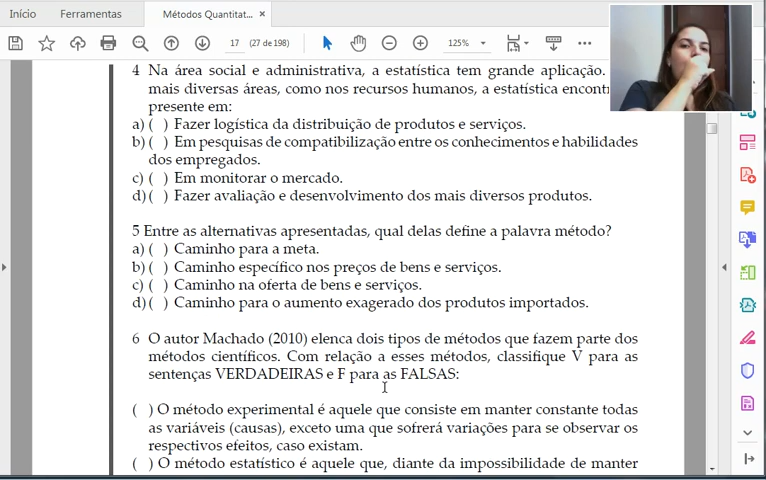 Início
Ferramentas
Métodos Quantitat...
17
(27 de 198)
125%
4 Na área social e administrativa, a estatística tem grande aplicação.
mais diversas áreas, como nos recursos humanos, a estatística
presente em:
a) ( ) Fazer logística da distribuição de produtos e serviços.
b) ( ) Em pesquisas de compatibilização entre os conhecimentos e habilidades
dos empregados.
c) ( ) Em monitorar o mercado.
d) ( ) Fazer avaliação e desenvolvimento dos mais diversos produtos.
5 Entre as alternativas apresentadas, qual delas define a palavra método?
a) ( ) Caminho para a meta.
b) ( ) Caminho específico nos preços de bens e serviços.
c) ( ) Caminho na oferta de bens e serviços.
d) ( ) Caminho para o aumento exagerado dos produtos importados.
6 O autor Machado (2010) elenca dois tipos de métodos que fazem parte dos
métodos científicos. Com relação a esses métodos, classifique V para as
sentenças VERDADEIRAS e F para as FALSAS:
( ) O método experimental é aquele que consiste em manter constante todas
as variáveis (causas), exceto uma que sofrerá variações para se observar os
respectivos efeitos, caso existam.
( ) O método estatístico é aquele que, diante da impossibilidade de manter